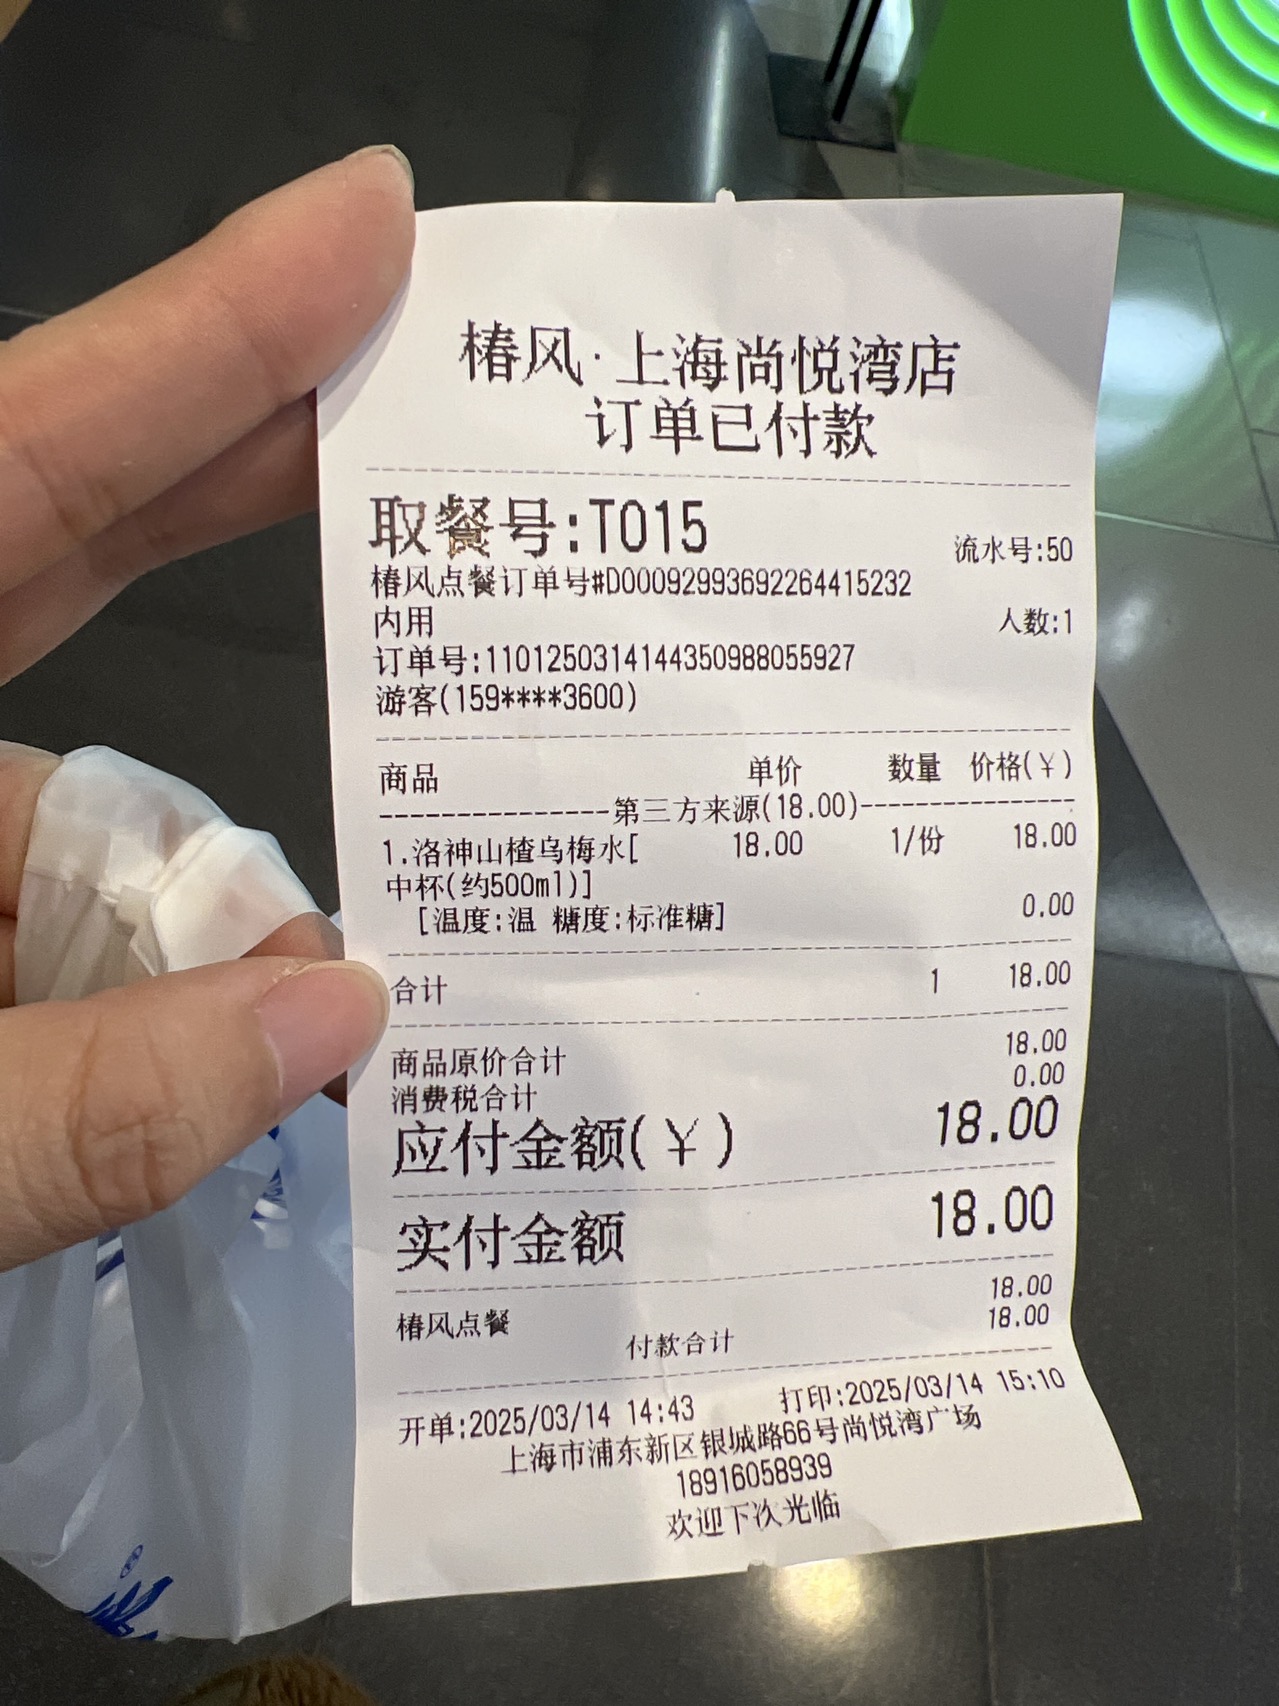 椿风·上海尚悦湾店
订单已付款
取餐号:T015
流水号:50
椿风点餐订单号#D00092993692264415232
内用 人数:1
订单号:110125031414435098805​5927
游客(159****3600)
商品 单价 数量 价格(￥)
---------------第三方来源(18.00)---------------
1.洛神山楂乌梅水[ 18.00 1/份 18.00
中杯(约500ml)]
[温度:温 糖度:标准糖] 0.00
合计 1 18.00
商品原价合计 18.00
消费税合计 0.00
应付金额(￥) 18.00
实付金额 18.00
椿风点餐 18.00
付款合计 18.00
开单:2025/03/14 14:43 打印:2025/03/14 15:10
上海市浦东新区银城路66号尚悦湾广场
18916058939
欢迎下次光临